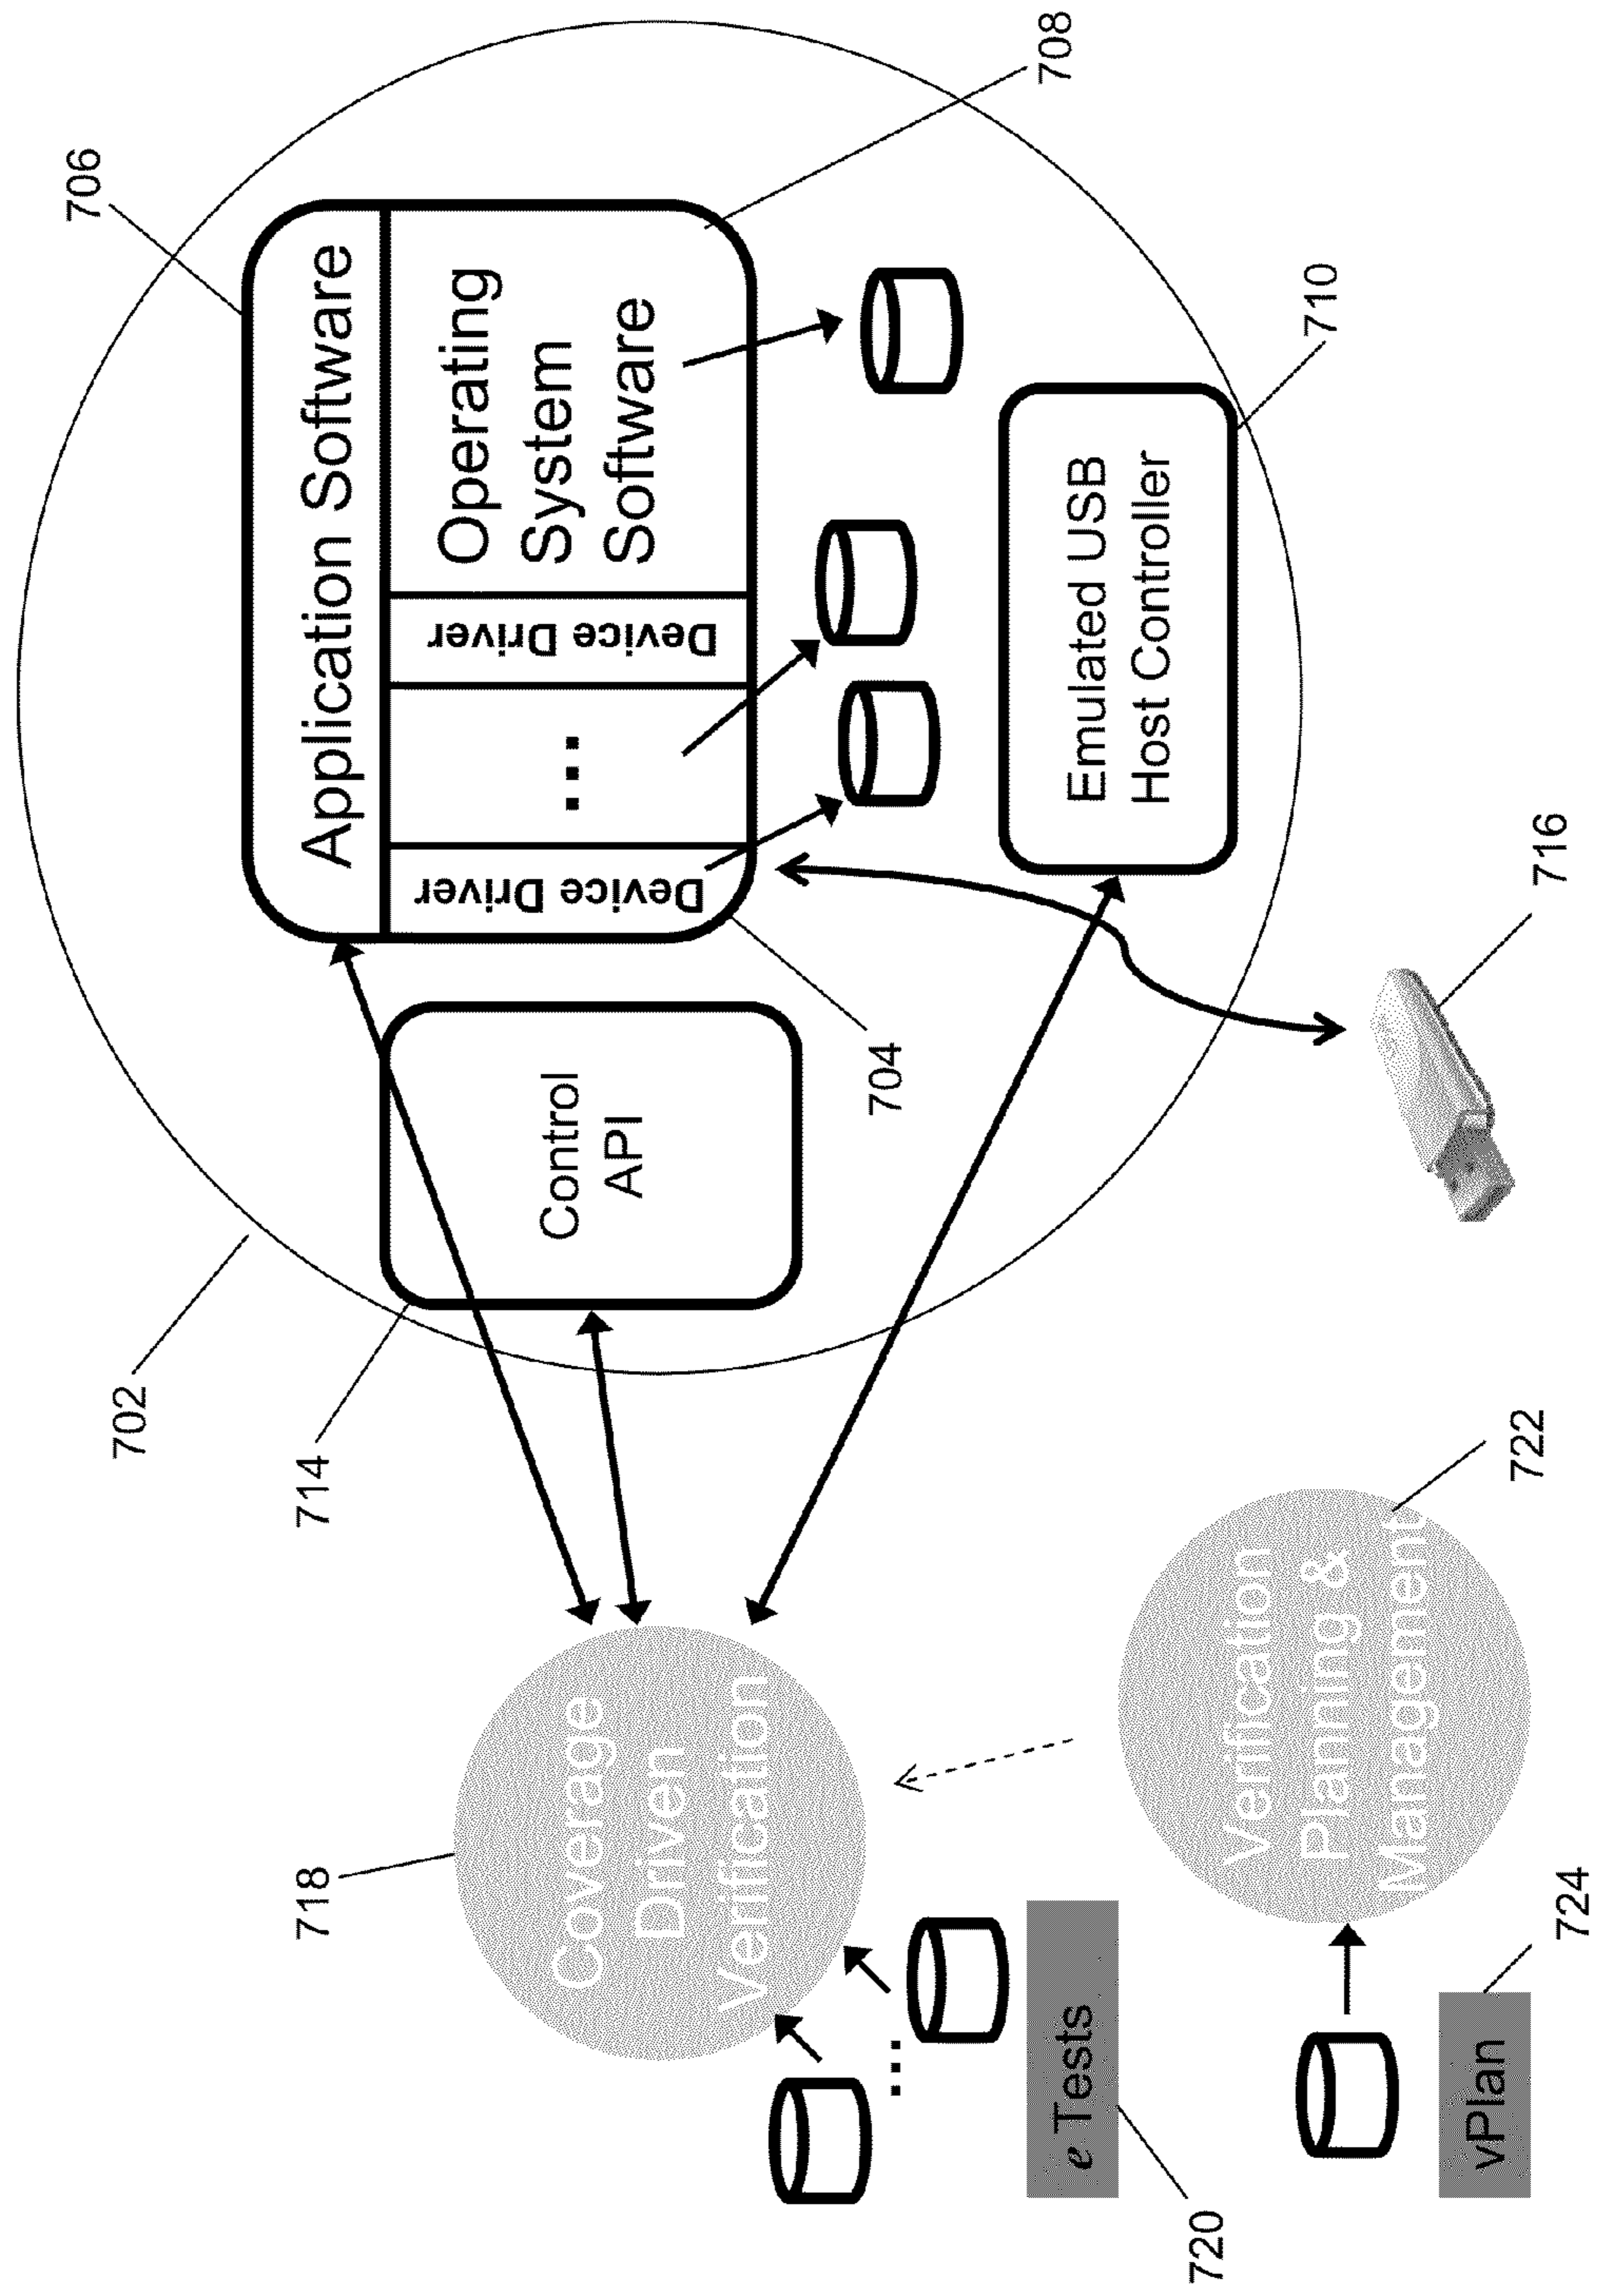 702
706
Application Software
Device Driver
...
Device Driver
Operating
System
Software
708
704
714
Control
API
Emulated USB
Host Controller
710
716
718
Coverage
Driven
Verification
...
e Tests
720
Verification
Planning &
Management
722
vPlan
724